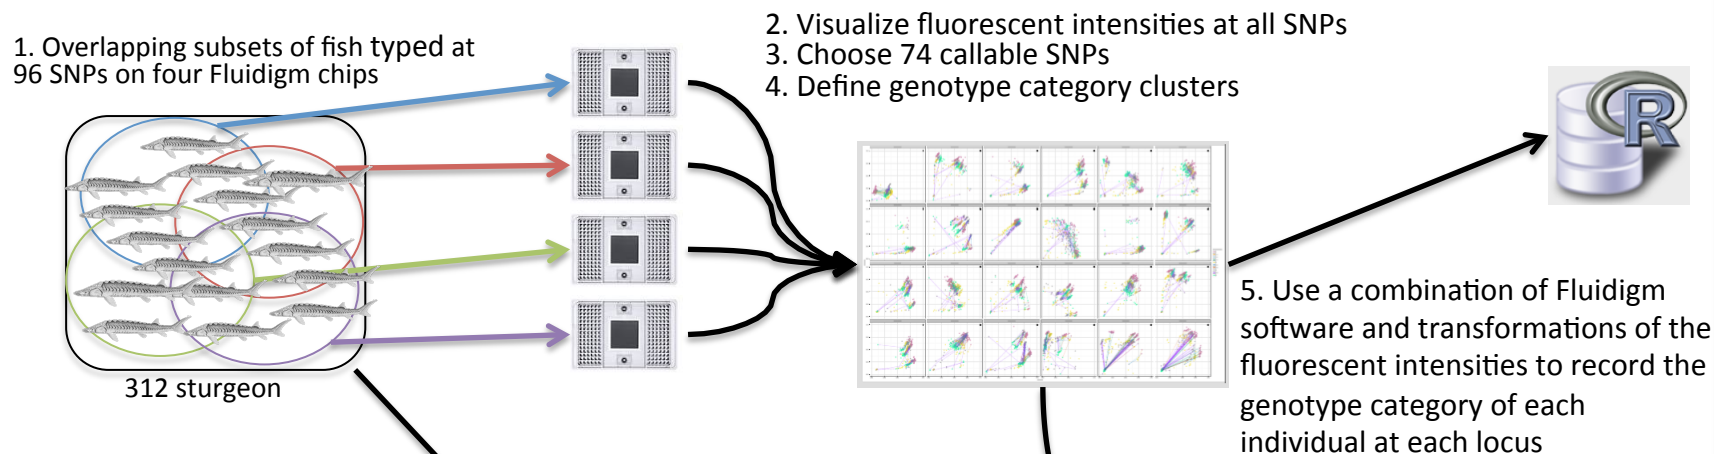 1. Overlapping subsets of fish typed at
96 SNPs on four Fluidigm chips
312 sturgeon
2. Visualize fluorescent intensities at all SNPs
3. Choose 74 callable SNPs
4. Define genotype category clusters
R
5. Use a combination of Fluidigm
software and transformations of the
fluorescent intensities to record the
genotype category of each
individual at each locus